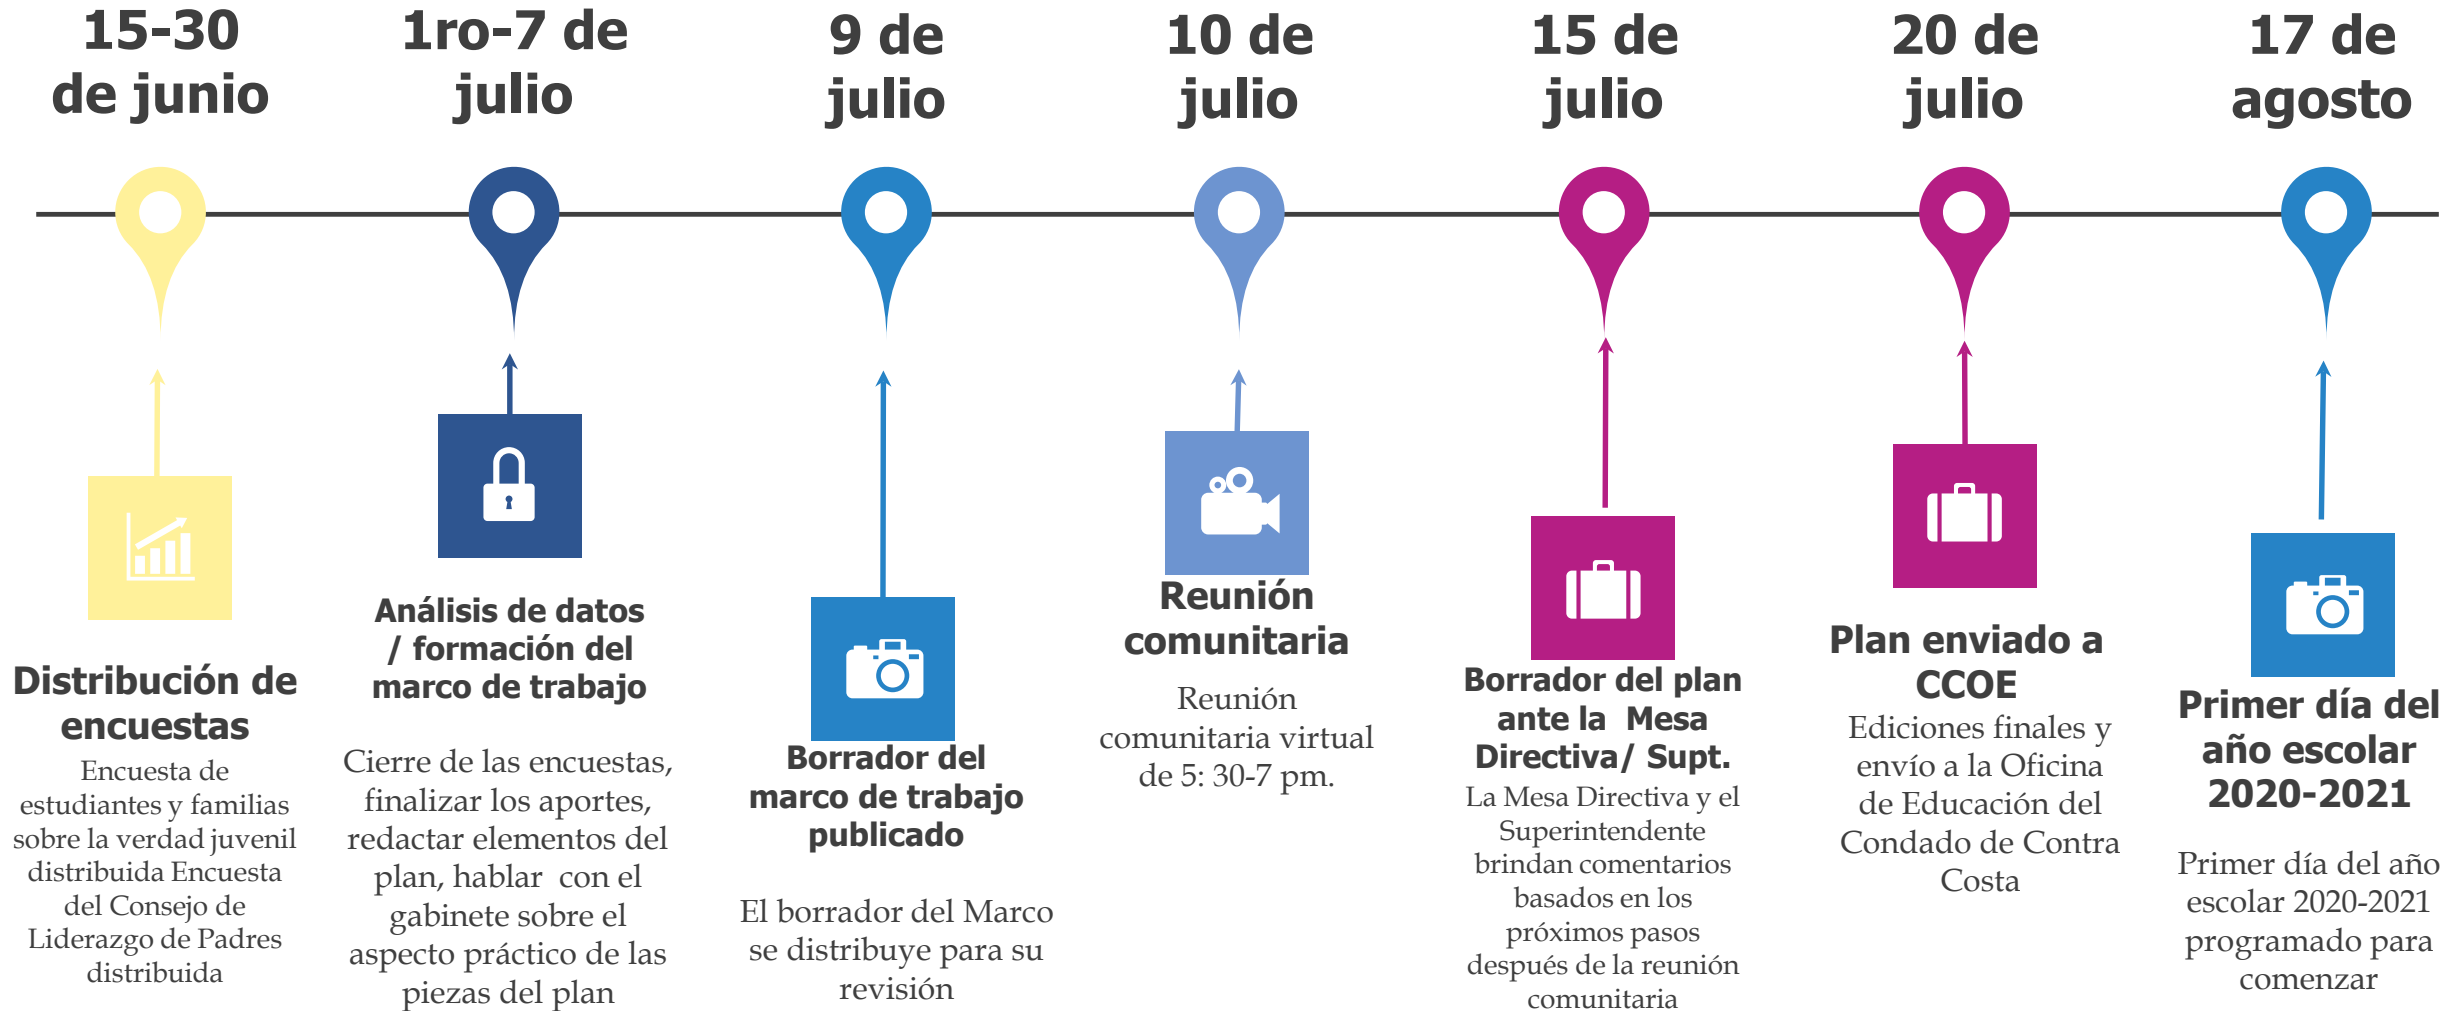 15-30
de junio
1ro-7 de
julio
9 de
julio
10 de
julio
15 de
julio
20 de
julio
17 de
agosto
Distribución de
encuestas
Encuesta de
estudiantes y familias
sobre la verdad juvenil
distribuida Encuesta
del Consejo de
Liderazgo de Padres
distribuida
Análisis de datos
/ formación del
marco de trabajo
Cierre de las encuestas,
finalizar los aportes,
redactar elementos del
plan, hablar con el
gabinete sobre el
aspecto práctico de las
piezas del plan
Borrador del
marco de trabajo
publicado
El borrador del Marco
se distribuye para su
revisión
Reunión
comunitaria
Reunión
comunitaria virtual
de 5: 30-7 pm.
Borrador del plan
ante la Mesa
Directiva/ Supt.
La Mesa Directiva y el
Superintendente
brindan comentarios
basados en los
próximos pasos
después de la reunión
comunitaria
Plan enviado a
CCOE
Ediciones finales y
envío a la Oficina
de Educación del
Condado de Contra
Costa
Primer día del
año escolar
2020-2021
Primer día del año
escolar 2020-2021
programado para
comenzar